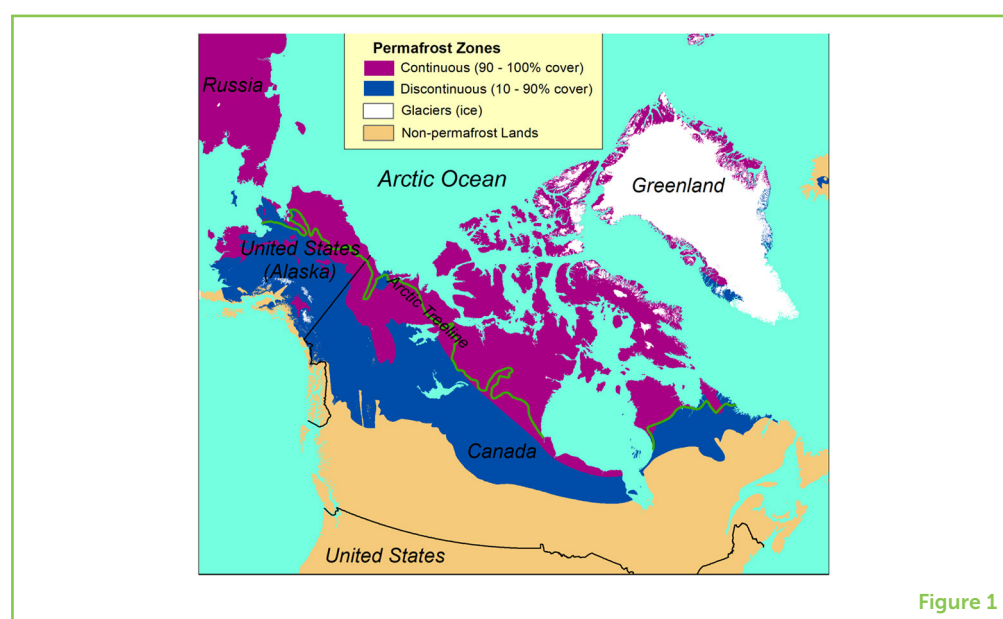 Permafrost Zones
Continuous (90 - 100% cover)
Discontinuous (10 - 90% cover)
Glaciers (ice)
Non-permafrost Lands
Russia
Arctic Ocean
Greenland
United States
(Alaska)
Arctic Treeline
Canada
United States
Figure 1